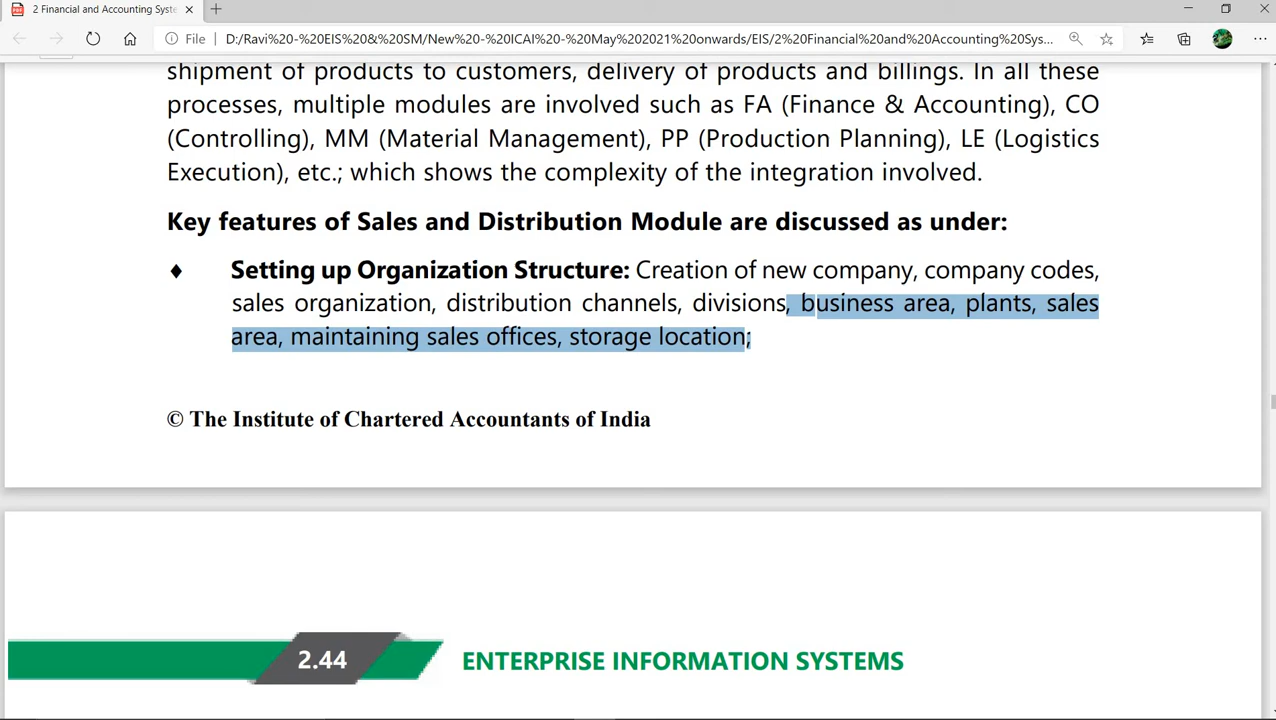 2 Financial and Accounting Syste
File
D:/Ravi%20-%20EIS%20&%20SM/New%20-%20ICAI%20-%20May%202021%20onwards/EIS/2%20Financial%20and%20Accounting%20Sys...
shipment of products to customers, delivery of products and billings. In all these
processes, multiple modules are involved such as FA (Finance & Accounting), CO
(Controlling), MM (Material Management), PP (Production Planning), LE (Logistics
Execution), etc.; which shows the complexity of the integration involved.
Key features of Sales and Distribution Module are discussed as under:
♦ Setting up Organization Structure: Creation of new company, company codes,
sales organization, distribution channels, divisions, business area, plants, sales
area, maintaining sales offices, storage location;
© The Institute of Chartered Accountants of India
2.44 ENTERPRISE INFORMATION SYSTEMS